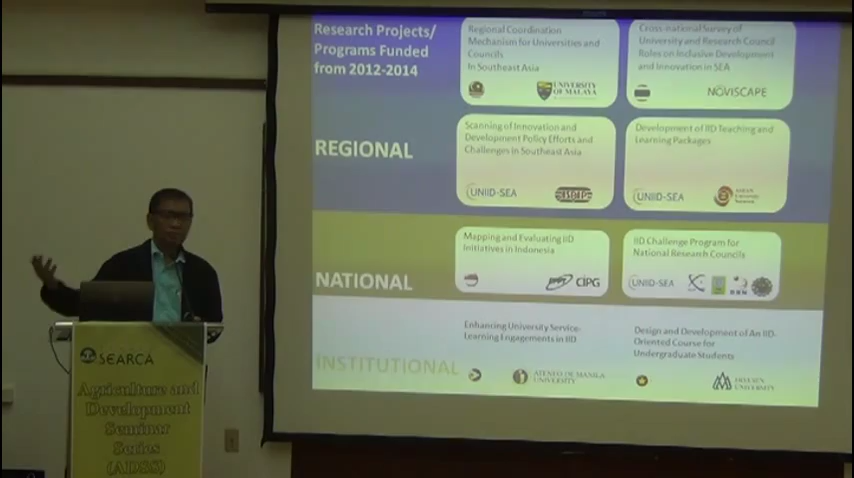 Research Projects/
Programs Funded
from 2012-2014
Regional Coordination
Mechanism for Universities and
Councils
In Southeast Asia
UNIVERSITY
OF MALAYA
Cross-national Survey of
University and Research Council
Roles on Inclusive Development
and Innovation in SEA
NOVISCAPE
REGIONAL
Scanning of Innovation and
Development Policy Efforts and
Challenges in Southeast Asia
UNIID-SEA
Development of IID Teaching and
Learning Packages
UNIID-SEA
ASEAN
University
Network
NATIONAL
Mapping and Evaluating IID
Initiatives in Indonesia
CIPG
IID Challenge Program for
National Research Councils
UNIID-SEA
INSTITUTIONAL
Enhancing University Service-
Learning Engagements in IID
ATENEO DE MANILA
UNIVERSITY
Design and Development of An IID-
Oriented Course for
Undergraduate Students
UNIVERSITY
SEARCA
Agriculture and
Development
Seminar
Series
(ADSS)